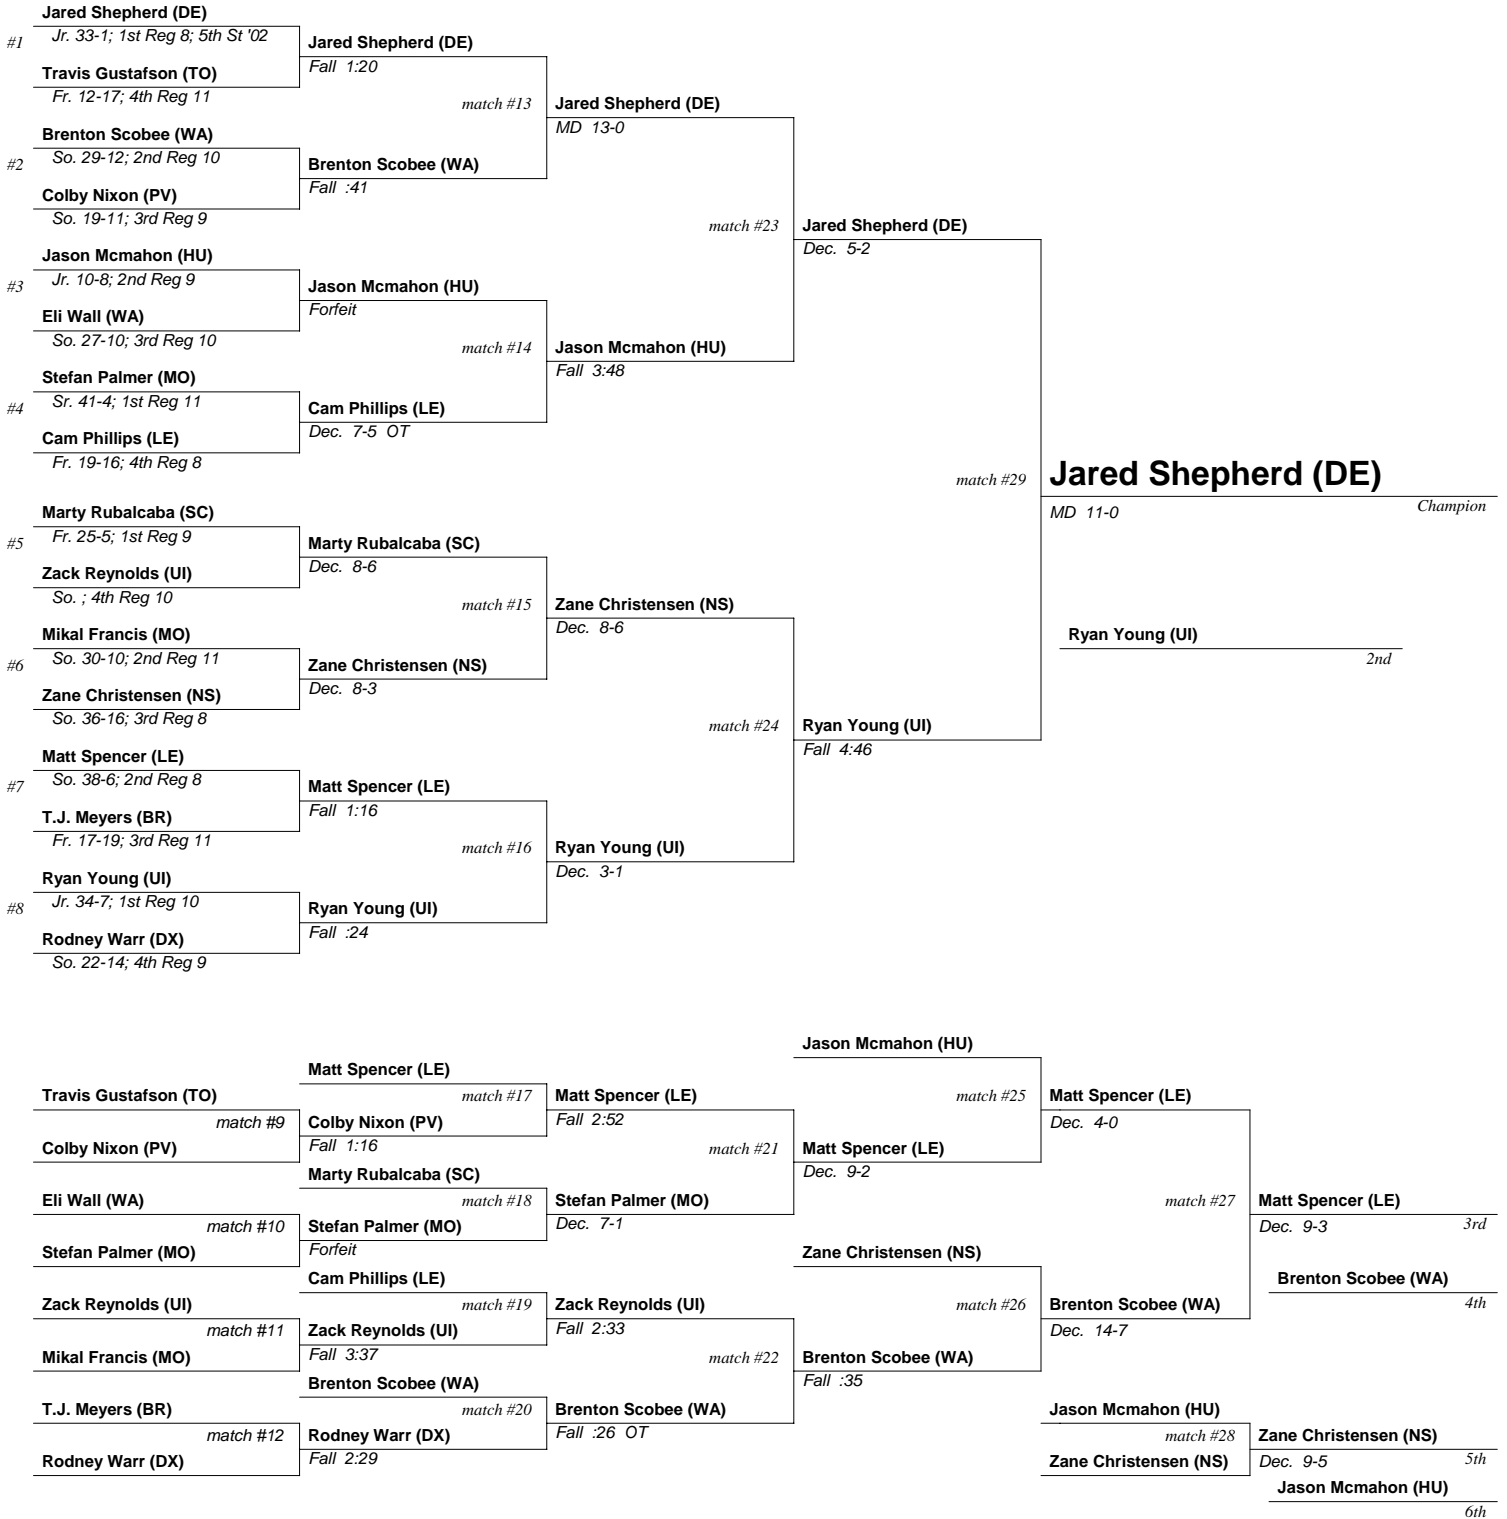 Jared Shepherd (DE)
#1 Jr. 33-1; 1st Reg 8; 5th St '02
Travis Gustafson (TO)
Fr. 12-17; 4th Reg 11
Brenton Scobee (WA)
#2 So. 29-12; 2nd Reg 10
Colby Nixon (PV)
So. 19-11; 3rd Reg 9
Jason Mcmahon (HU)
#3 Jr. 10-8; 2nd Reg 9
Eli Wall (WA)
So. 27-10; 3rd Reg 10
Stefan Palmer (MO)
#4 Sr. 41-4; 1st Reg 11
Cam Phillips (LE)
Fr. 19-16; 4th Reg 8
Marty Rubalcaba (SC)
#5 Fr. 25-5; 1st Reg 9
Zack Reynolds (UI)
So. ; 4th Reg 10
Mikal Francis (MO)
#6 So. 30-10; 2nd Reg 11
Zane Christensen (NS)
So. 36-16; 3rd Reg 8
Matt Spencer (LE)
#7 So. 38-6; 2nd Reg 8
T.J. Meyers (BR)
Fr. 17-19; 3rd Reg 11
Ryan Young (UI)
#8 Jr. 34-7; 1st Reg 10
Rodney Warr (DX)
So. 22-14; 4th Reg 9
Jared Shepherd (DE)
Fall 1:20
match #13
Brenton Scobee (WA)
Fall :41
Jason Mcmahon (HU)
Forfeit
match #14
Cam Phillips (LE)
Dec. 7-5 OT
Marty Rubalcaba (SC)
Dec. 8-6
match #15
Zane Christensen (NS)
Dec. 8-3
Matt Spencer (LE)
Fall 1:16
match #16
Ryan Young (UI)
Fall :24
Jared Shepherd (DE)
MD 13-0
match #23
Jason Mcmahon (HU)
Fall 3:48
Zane Christensen (NS)
Dec. 8-6
match #24
Ryan Young (UI)
Dec. 3-1
Jared Shepherd (DE)
Dec. 5-2
match #29
Ryan Young (UI)
Fall 4:46
Jared Shepherd (DE)
MD 11-0 Champion
Ryan Young (UI)
2nd
Travis Gustafson (TO)
match #9
Colby Nixon (PV)
Eli Wall (WA)
match #10
Stefan Palmer (MO)
Zack Reynolds (UI)
match #11
Mikal Francis (MO)
T.J. Meyers (BR)
match #12
Rodney Warr (DX)
Matt Spencer (LE)
match #17
Colby Nixon (PV)
Fall 1:16
Marty Rubalcaba (SC)
match #18
Stefan Palmer (MO)
Forfeit
Cam Phillips (LE)
match #19
Zack Reynolds (UI)
Fall 3:37
Brenton Scobee (WA)
match #20
Rodney Warr (DX)
Fall 2:29
Matt Spencer (LE)
Fall 2:52
match #21
Stefan Palmer (MO)
Dec. 7-1
Zack Reynolds (UI)
Fall 2:33
match #22
Brenton Scobee (WA)
Fall :26 OT
Jason Mcmahon (HU)
match #25
Matt Spencer (LE)
Dec. 9-2
Zane Christensen (NS)
match #26
Brenton Scobee (WA)
Fall :35
Matt Spencer (LE)
Dec. 4-0
match #27
Brenton Scobee (WA)
Dec. 14-7
Matt Spencer (LE)
Dec. 9-3 3rd
Brenton Scobee (WA)
4th
Jason Mcmahon (HU)
match #28
Zane Christensen (NS)
Zane Christensen (NS)
Dec. 9-5 5th
Jason Mcmahon (HU)
6th